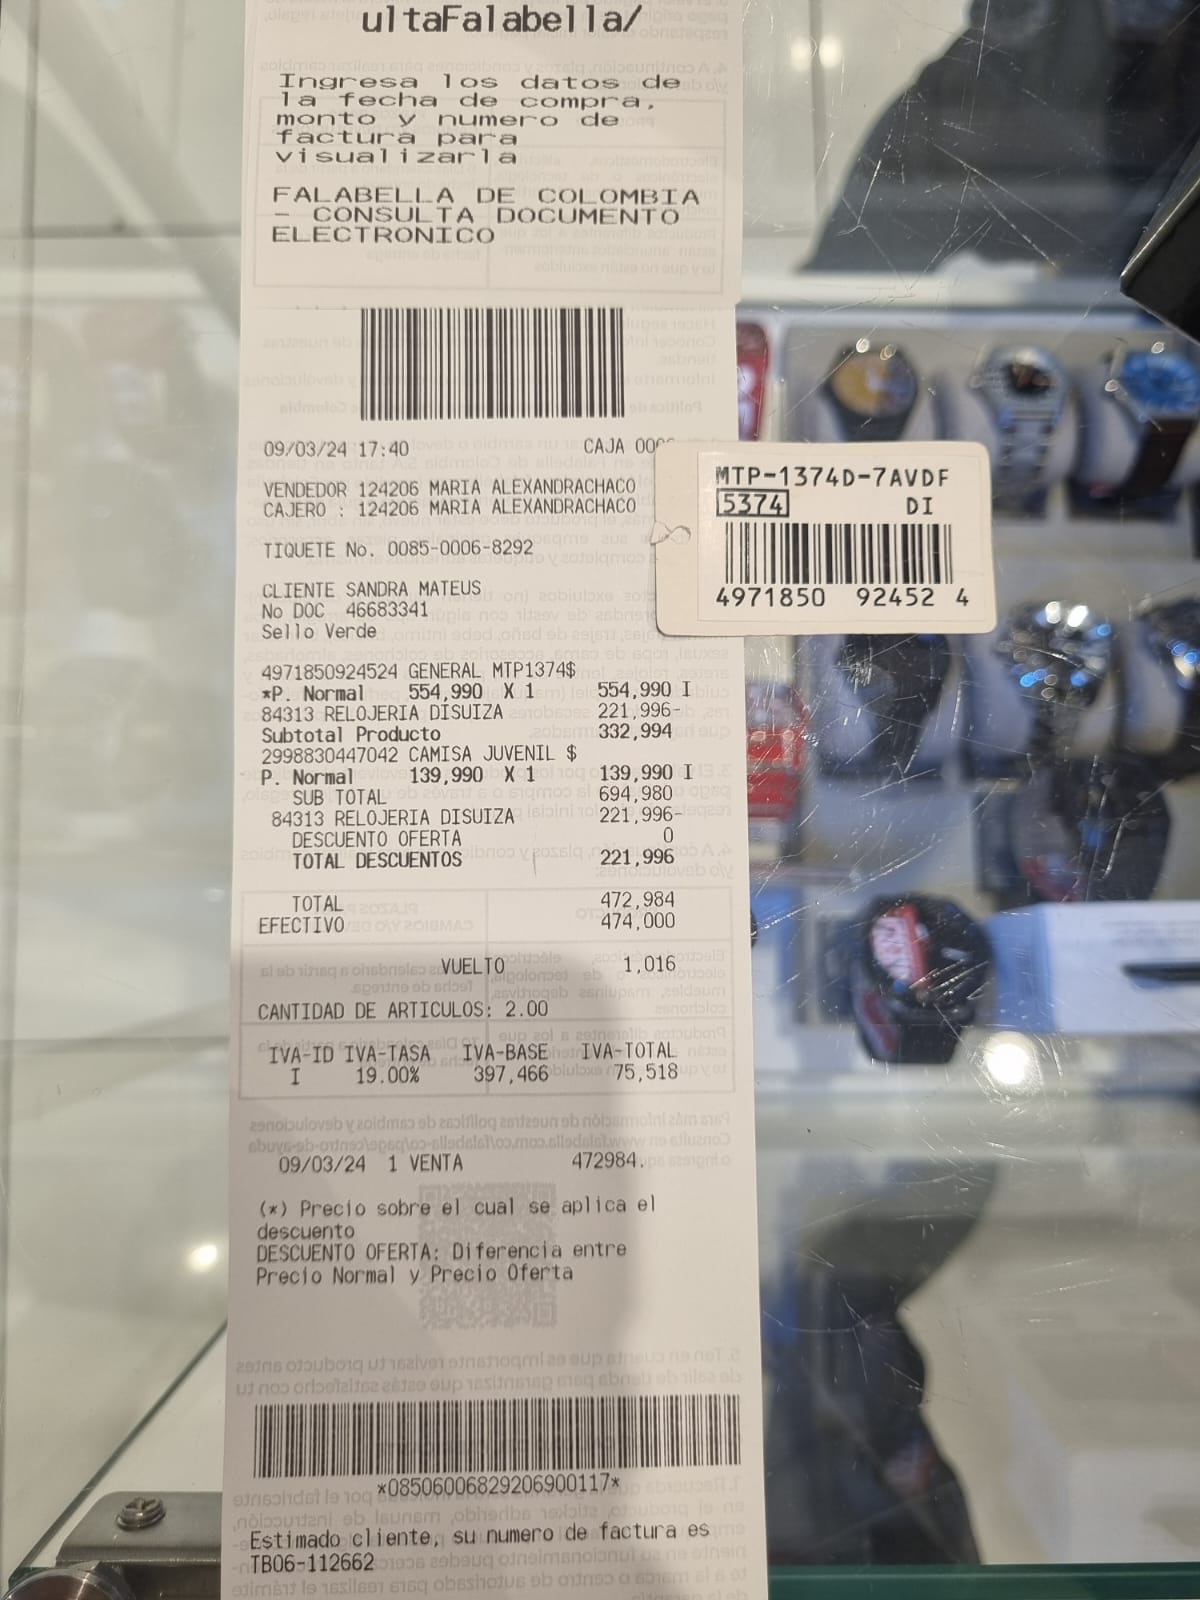 ultaFalabella/
Ingresa los datos de
la fecha de compra,
monto y numero de
factura para
visualizarla
FALABELLA DE COLOMBIA
- CONSULTA DOCUMENTO
ELECTRONICO
09/03/24 17:40 CAJA
VENDEDOR 124206 MARIA ALEXANDRACHACO
CAJERO : 124206 MARIA ALEXANDRACHACO
TIQUETE No. 0085-0006-8292
CLIENTE SANDRA MATEUS
No DOC 46683341
Sello Verde
4971850924524 GENERAL MTP1374$
*P. Normal 554,990 X 1 554,990 I
84313 RELOJERIA DISUIZA 221,996-
Subtotal Producto 332,994
2998830447042 CAMISA JUVENIL $
P. Normal 139,990 X 1 139,990 I
SUB TOTAL 694,980
84313 RELOJERIA DISUIZA 221,996-
DESCUENTO OFERTA 0
TOTAL DESCUENTOS 221,996
TOTAL 472,984
EFECTIVO 474,000
VUELTO 1,016
CANTIDAD DE ARTICULOS: 2.00
IVA-ID IVA-TASA IVA-BASE IVA-TOTAL
I 19.00% 397,466 75,518
09/03/24 1 VENTA 472984.
(*) Precio sobre el cual se aplica el
descuento
DESCUENTO OFERTA: Diferencia entre
Precio Normal y Precio Oferta
*08506006829206900117*
Estimado cliente, su numero de factura es
TB06-112662
MTP-1374D-7AVDF
5374 DI
4971850 92452 4